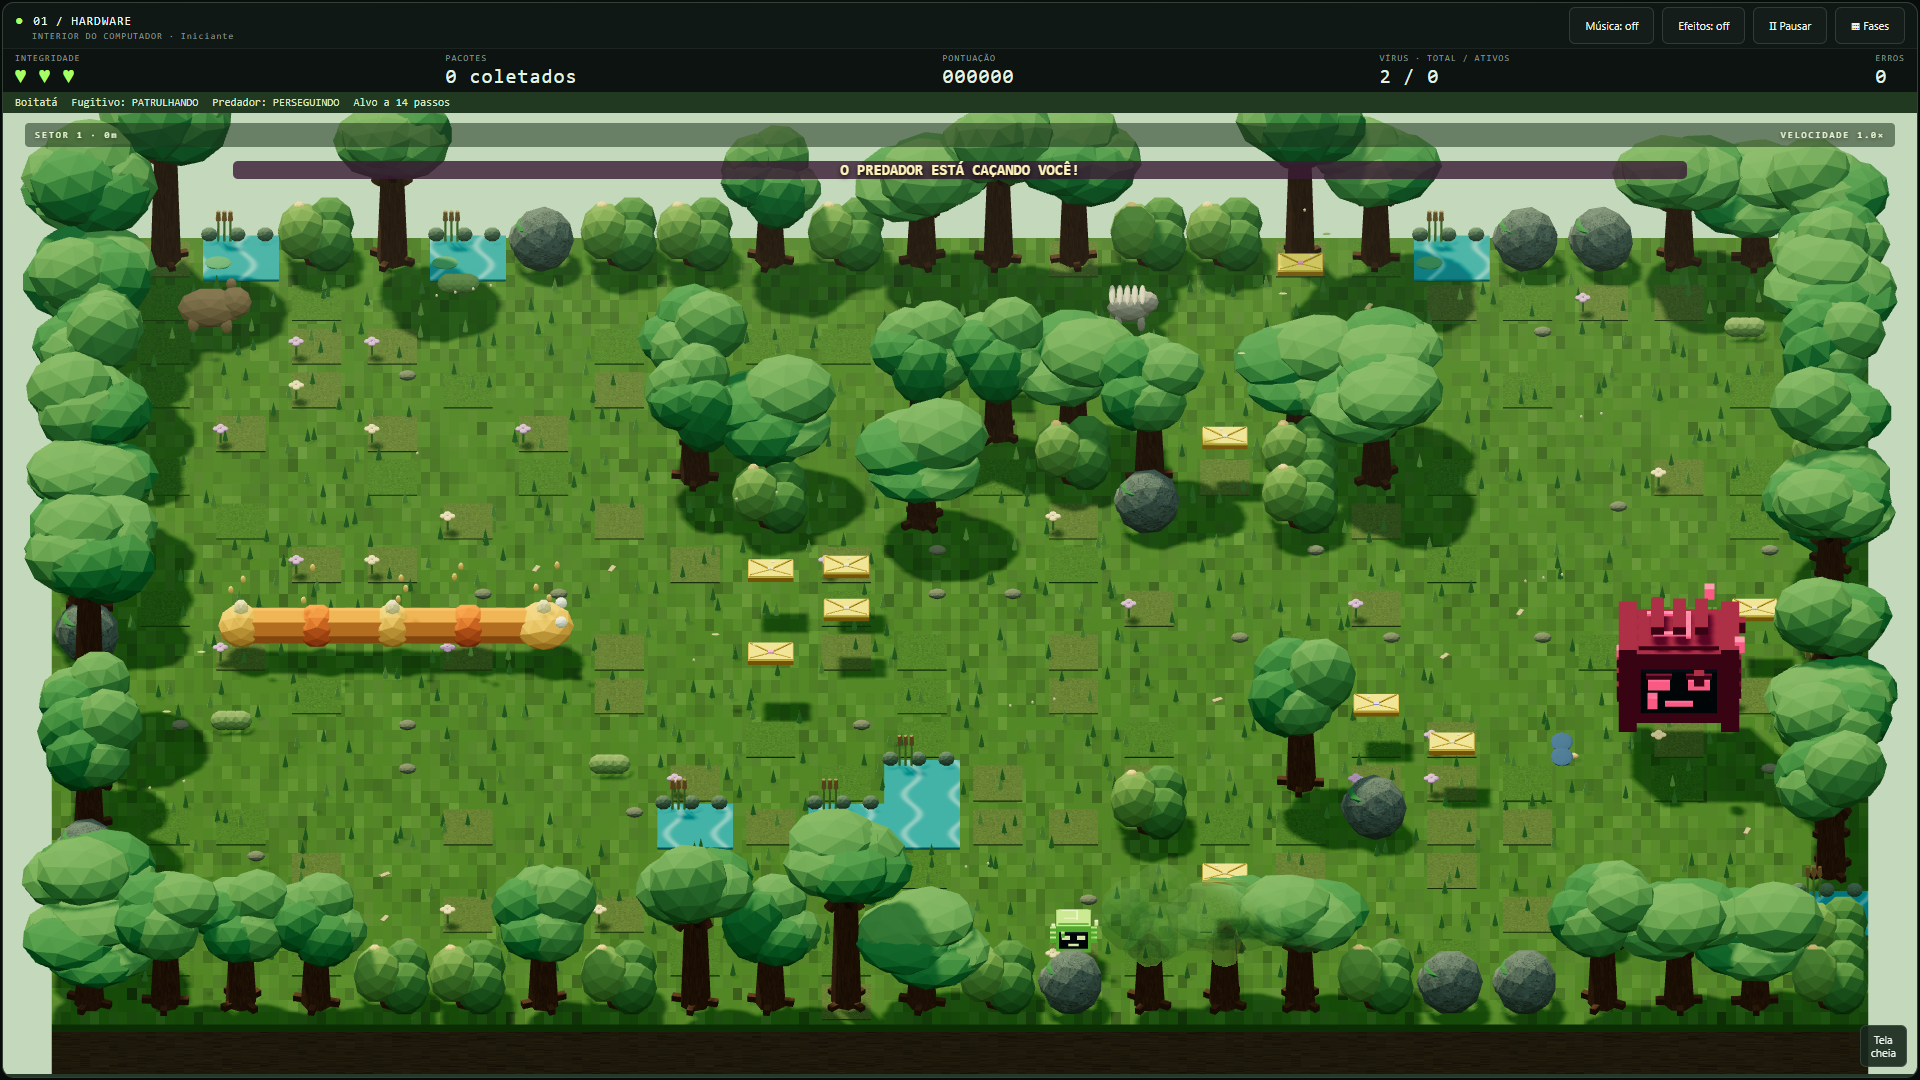 01 / HARDWARE
INTERIOR DO COMPUTADOR · Iniciante
Música: off
Efeitos: off
II Pausar
Fases
INTEGRIDADE
PACOTES
0 coletados
PONTUAÇÃO
000000
VÍRUS · TOTAL / ATIVOS
2 / 0
ERROS
0
Boitatá Fugitivo: PATRULHANDO Predador: PERSEGUINDO Alvo a 14 passos
SETOR 1 · 0m
VELOCIDADE 1.0×
O PREDADOR ESTÁ CAÇANDO VOCÊ!
Tela
cheia